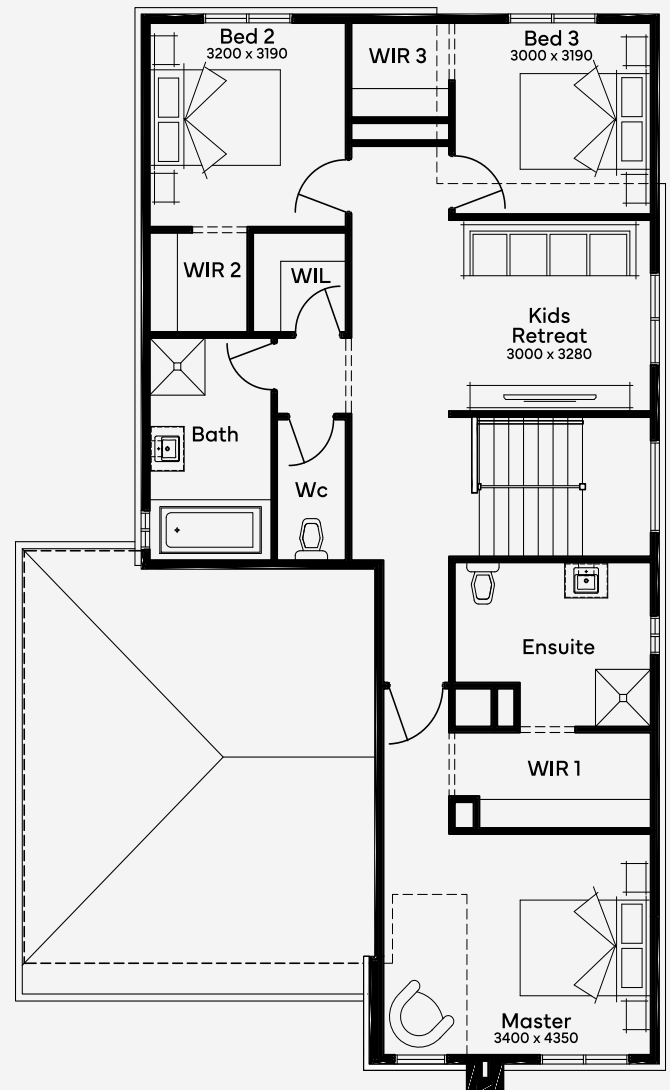 Bed 2
3200 x 3190
WIR 3
Bed 3
3000 x 3190
WIR 2
WIL
Kids
Retreat
3000 x 3280
Bath
Wc
Ensuite
WIR 1
Master
3400 x 4350